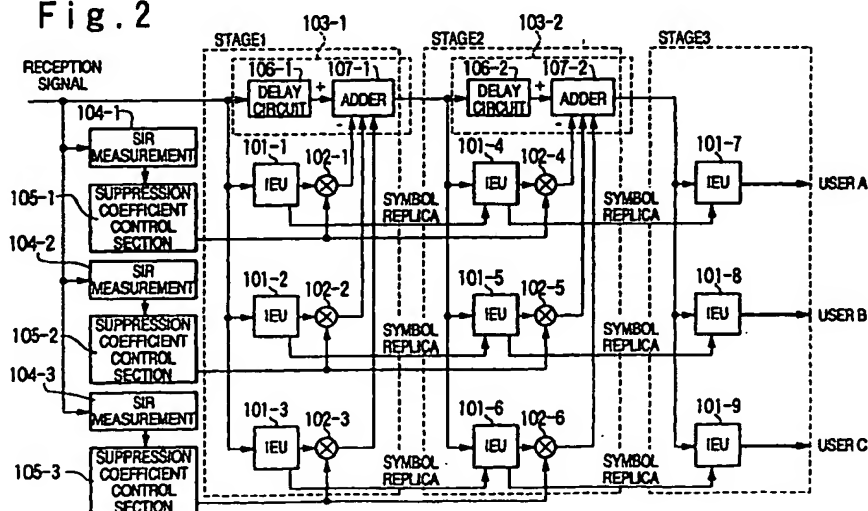 Fig.2
103-1
103-2
STAGE1
STAGE2
STAGE3
RECEPTION
SIGNAL
106-1
107-1
106-2
107-2
DELAY
CIRCUIT
+
ADDER
-
DELAY
CIRCUIT
+
ADDER
-
104-1
SIR
MEASUREMENT
101-1
102-1
101-4
102-4
101-7
IEU
IEU
IEU
USER A
105-1
SUPPRESSION
COEFFICIENT
CONTROL
SECTION
SYMBOL
REPLICA
SYMBOL
REPLICA
104-2
SIR
MEASUREMENT
101-2
102-2
101-5
102-5
101-8
IEU
IEU
IEU
USER B
105-2
SUPPRESSION
COEFFICIENT
CONTROL
SECTION
SYMBOL
REPLICA
SYMBOL
REPLICA
104-3
SIR
MEASUREMENT
101-3
102-3
101-6
102-6
101-9
IEU
IEU
IEU
USER C
105-3
SUPPRESSION
COEFFICIENT
CONTROL
SECTION
SYMBOL
REPLICA
SYMBOL
REPLICA